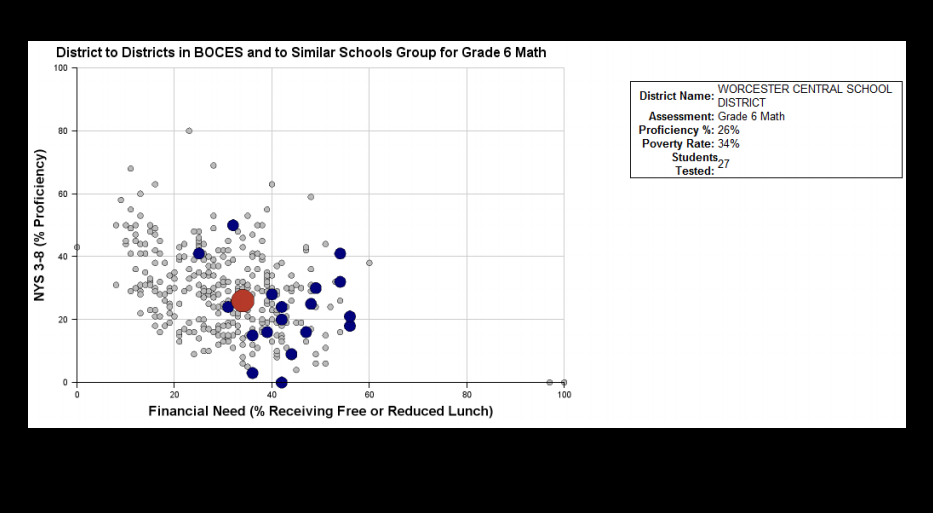 District to Districts in BOCES and to Similar Schools Group for Grade 6 Math
100
80
60
40
20
0
0
20
40
60
80
100
NYS 3-8 (% Proficiency)
Financial Need (% Receiving Free or Reduced Lunch)
District Name: WORCESTER CENTRAL SCHOOL DISTRICT
Assessment: Grade 6 Math
Proficiency %: 26%
Poverty Rate: 34%
Students Tested: 27